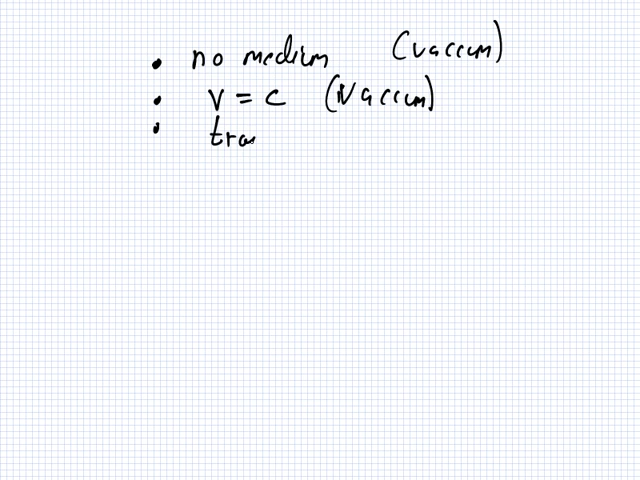 • no medium (vaccum)
• v = c (Vaccum)
• tra